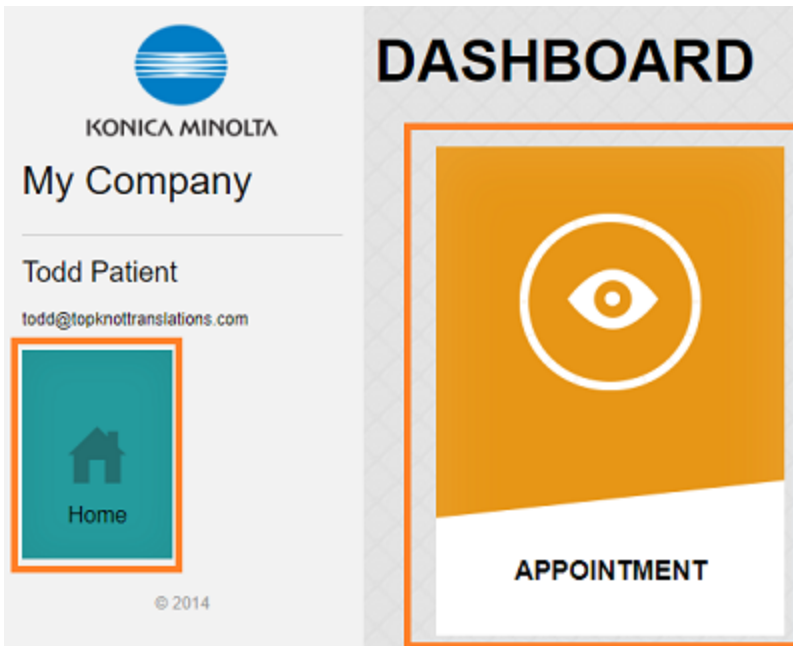 KONICA MINOLTA
My Company
Todd Patient
todd@topknottranslations.com
Home
© 2014
DASHBOARD
APPOINTMENT